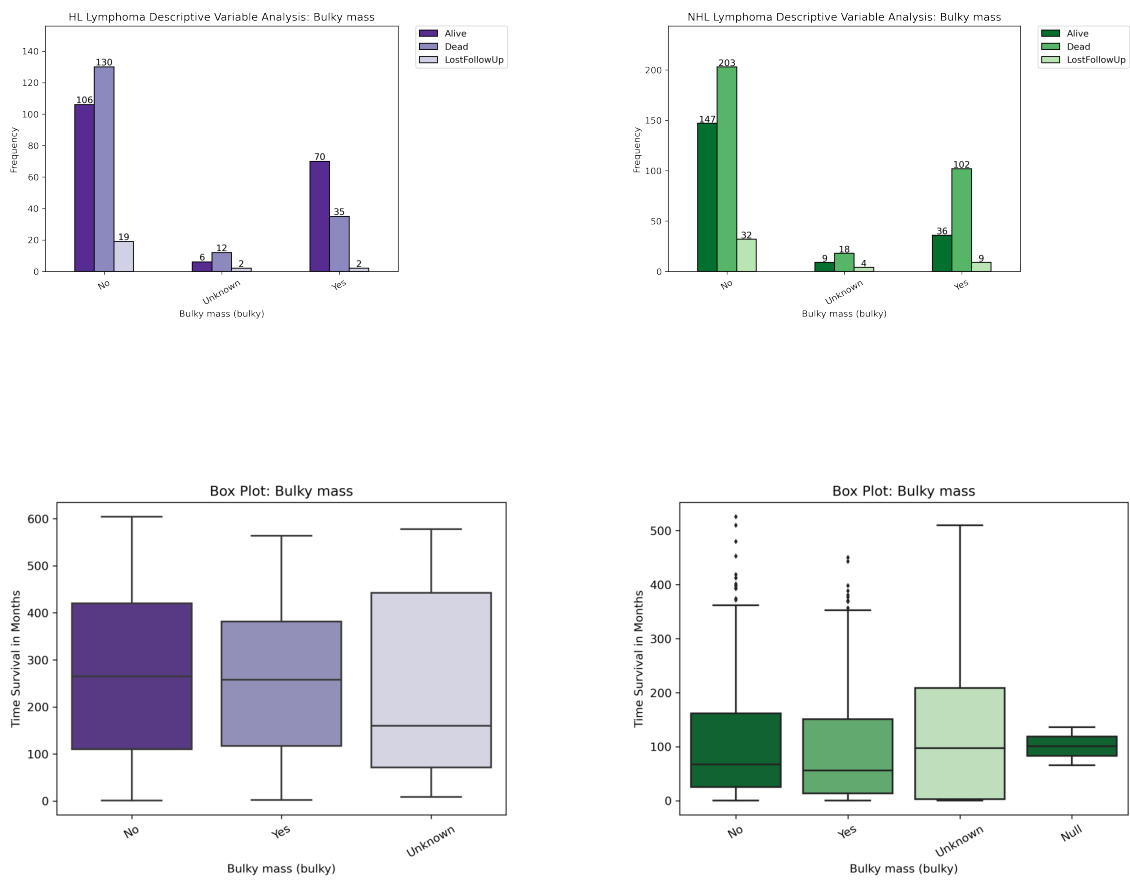 HL Lymphoma Descriptive Variable Analysis: Bulky mass
Frequency
140
120
100
80
60
40
20
0
106
130
19
6
12
2
70
35
2
No
Unknown
Yes
Bulky mass (bulky)
Alive
Dead
LostFollowUp
NHL Lymphoma Descriptive Variable Analysis: Bulky mass
Frequency
200
150
100
50
0
147
203
32
9
18
4
36
102
9
No
Unknown
Yes
Bulky mass (bulky)
Alive
Dead
LostFollowUp
Box Plot: Bulky mass
Time Survival in Months
600
500
400
300
200
100
0
No
Yes
Unknown
Bulky mass (bulky)
Box Plot: Bulky mass
Time Survival in Months
500
400
300
200
100
0
No
Yes
Unknown
Null
Bulky mass (bulky)